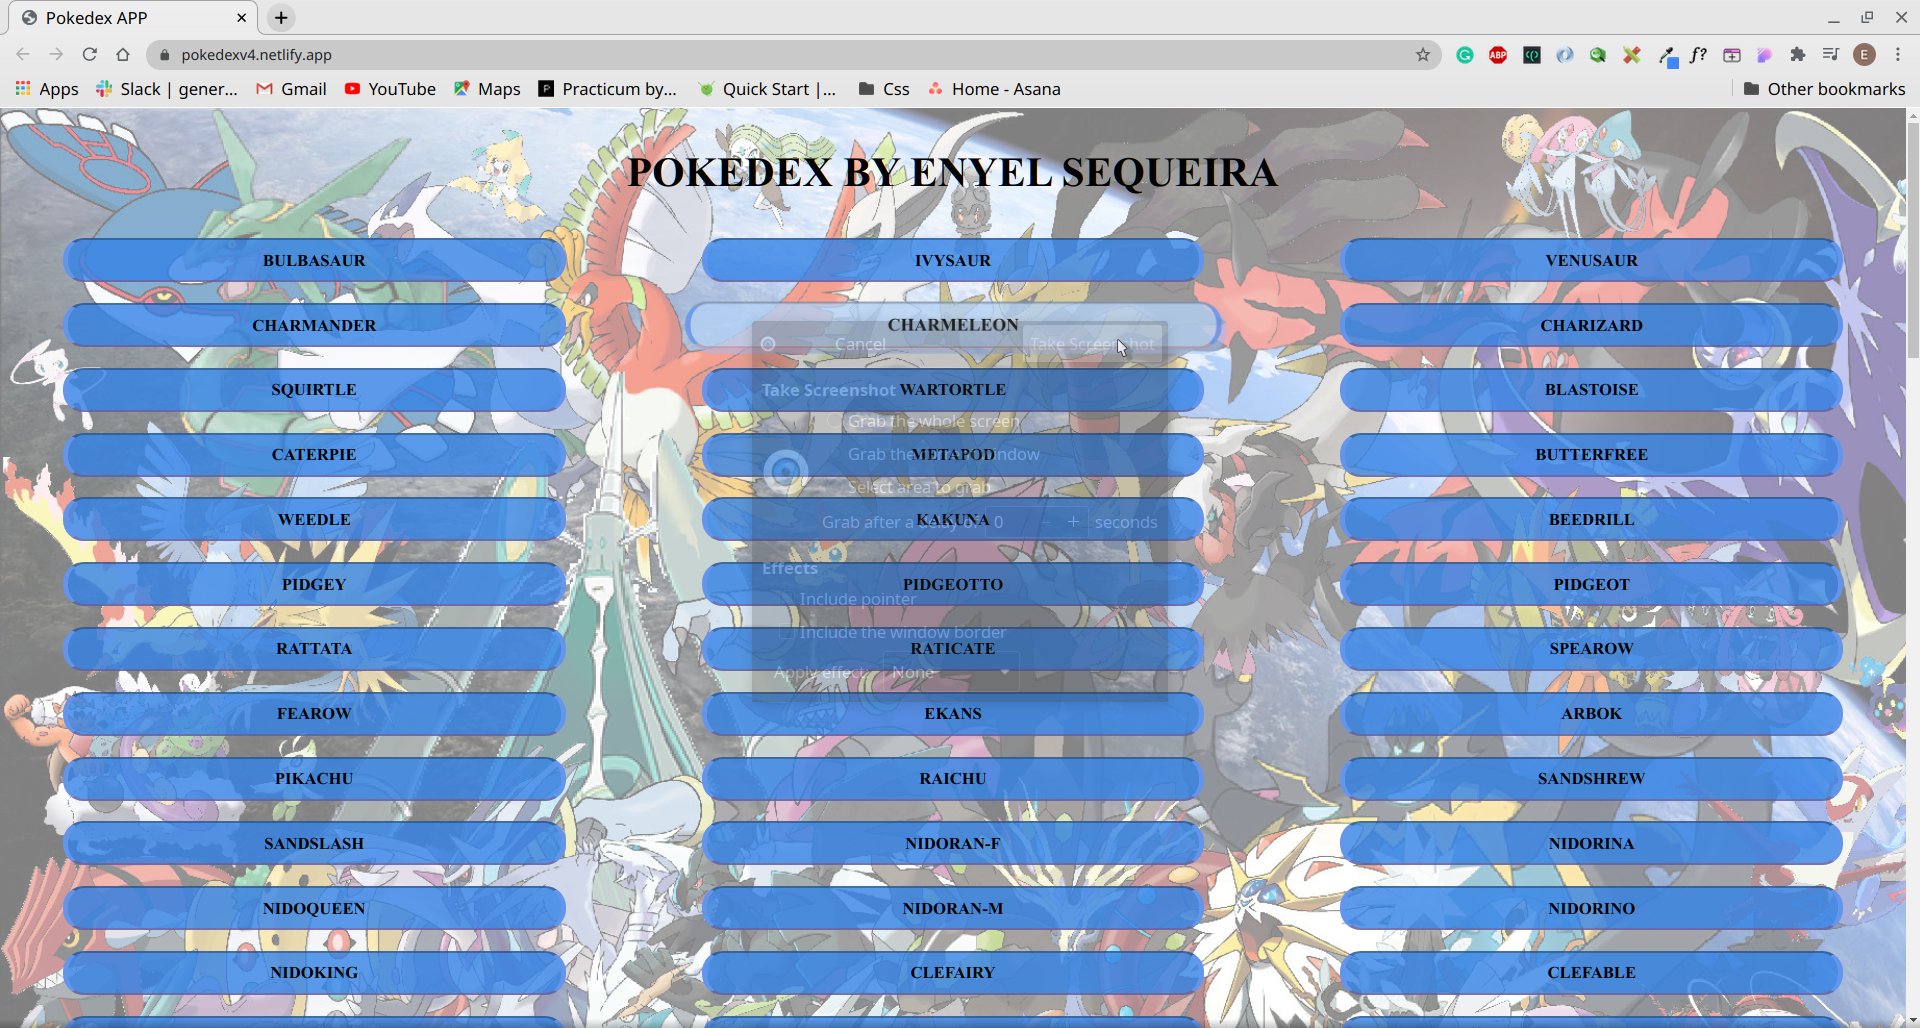 Pokedex APP
pokedexv4.netlify.app
ABP
f?
E
Apps
Slack | gener...
Gmail
YouTube
Maps
Practicum by...
Quick Start |...
Css
Home - Asana
Other bookmarks
POKEDEX BY ENYEL SEQUEIRA
BULBASAUR IVYSAUR VENUSAUR
CHARMANDER CHARMELEON CHARIZARD
Cancel Take Screenshot
SQUIRTLE WARTORTLE BLASTOISE
Take Screenshot
Grab the whole screen
CATERPIE METAPOD BUTTERFREE
Grab the window
Select area to grab
WEEDLE KAKUNA BEEDRILL
Grab after a 0 + seconds
Effects
PIDGEY PIDGEOTTO PIDGEOT
Include pointer
Include the window border
RATTATA RATICATE SPEAROW
Apply effect: None
FEAROW EKANS ARBOK
PIKACHU RAICHU SANDSHREW
SANDSLASH NIDORAN-F NIDORINA
NIDOQUEEN NIDORAN-M NIDORINO
NIDOKING CLEFAIRY CLEFABLE